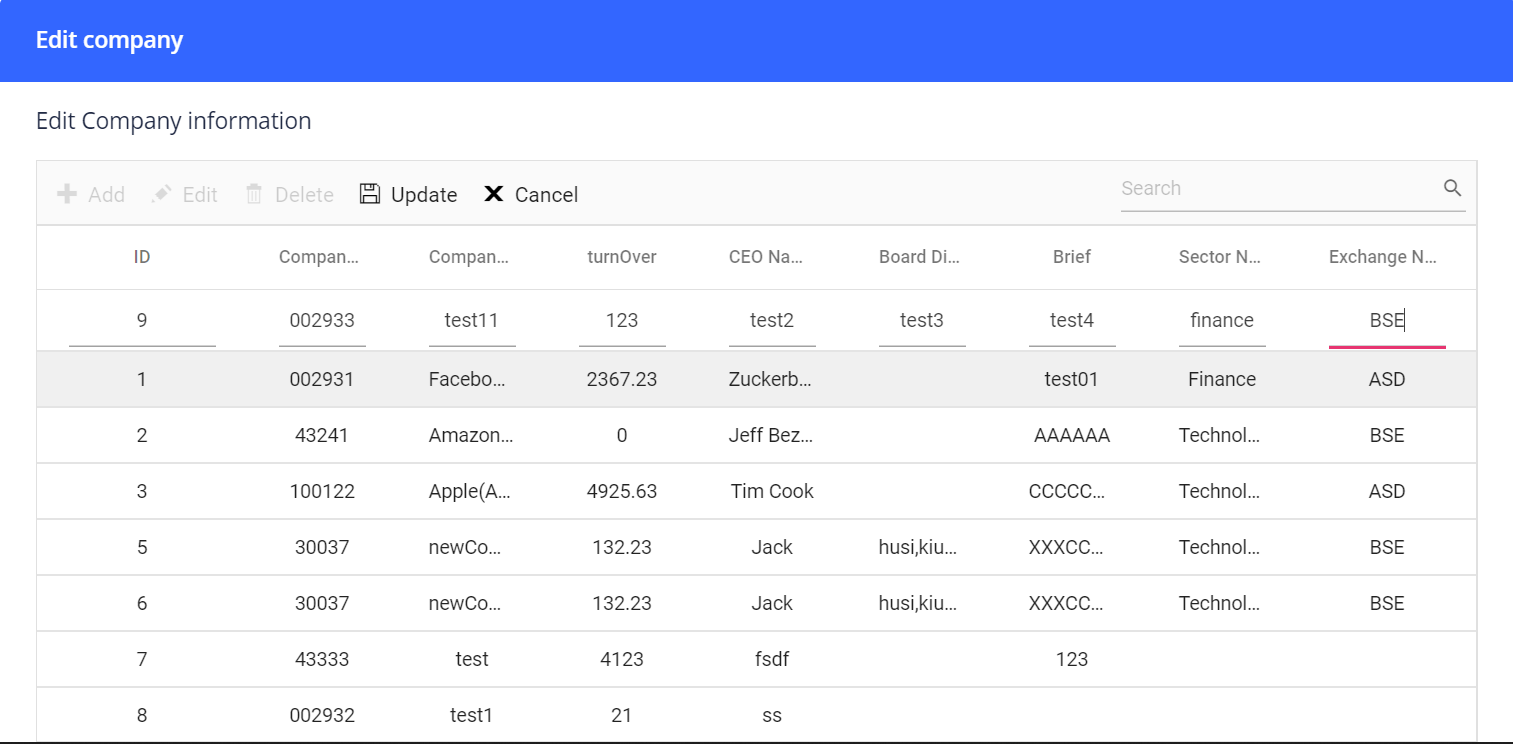 Edit company
Edit Company information
Add Edit Delete Update Cancel Search
ID Compan... Compan... turnOver CEO Na... Board Di... Brief Sector N... Exchange N...
9 002933 test11 123 test2 test3 test4 finance BSE
1 002931 Facebo... 2367.23 Zuckerb... test01 Finance ASD
2 43241 Amazon... 0 Jeff Bez... AAAAAA Technol... BSE
3 100122 Apple(A... 4925.63 Tim Cook CCCCC... Technol... ASD
5 30037 newCo... 132.23 Jack husi,kiu... XXXCC... Technol... BSE
6 30037 newCo... 132.23 Jack husi,kiu... XXXCC... Technol... BSE
7 43333 test 4123 fsdf 123
8 002932 test1 21 ss